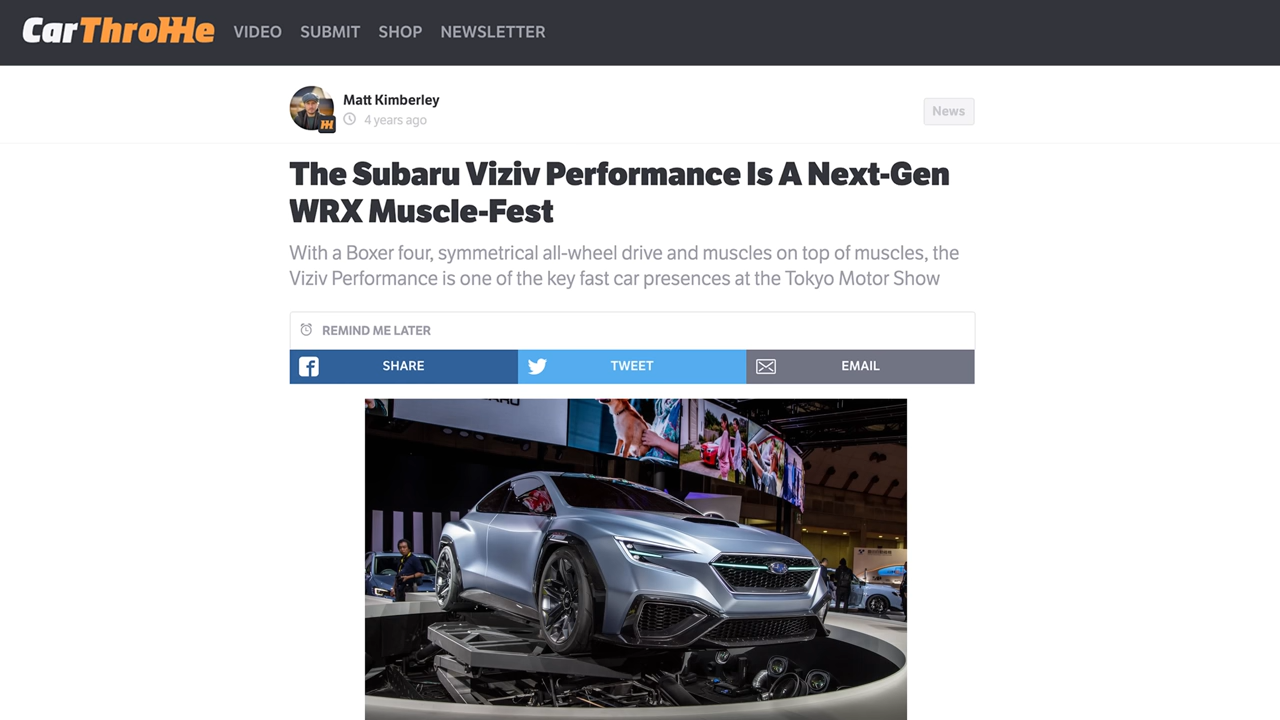 CarThrottle VIDEO SUBMIT SHOP NEWSLETTER
Matt Kimberley
4 years ago
News
The Subaru Viziv Performance Is A Next-Gen
WRX Muscle-Fest
With a Boxer four, symmetrical all-wheel drive and muscles on top of muscles, the
Viziv Performance is one of the key fast car presences at the Tokyo Motor Show
REMIND ME LATER
SHARE TWEET EMAIL